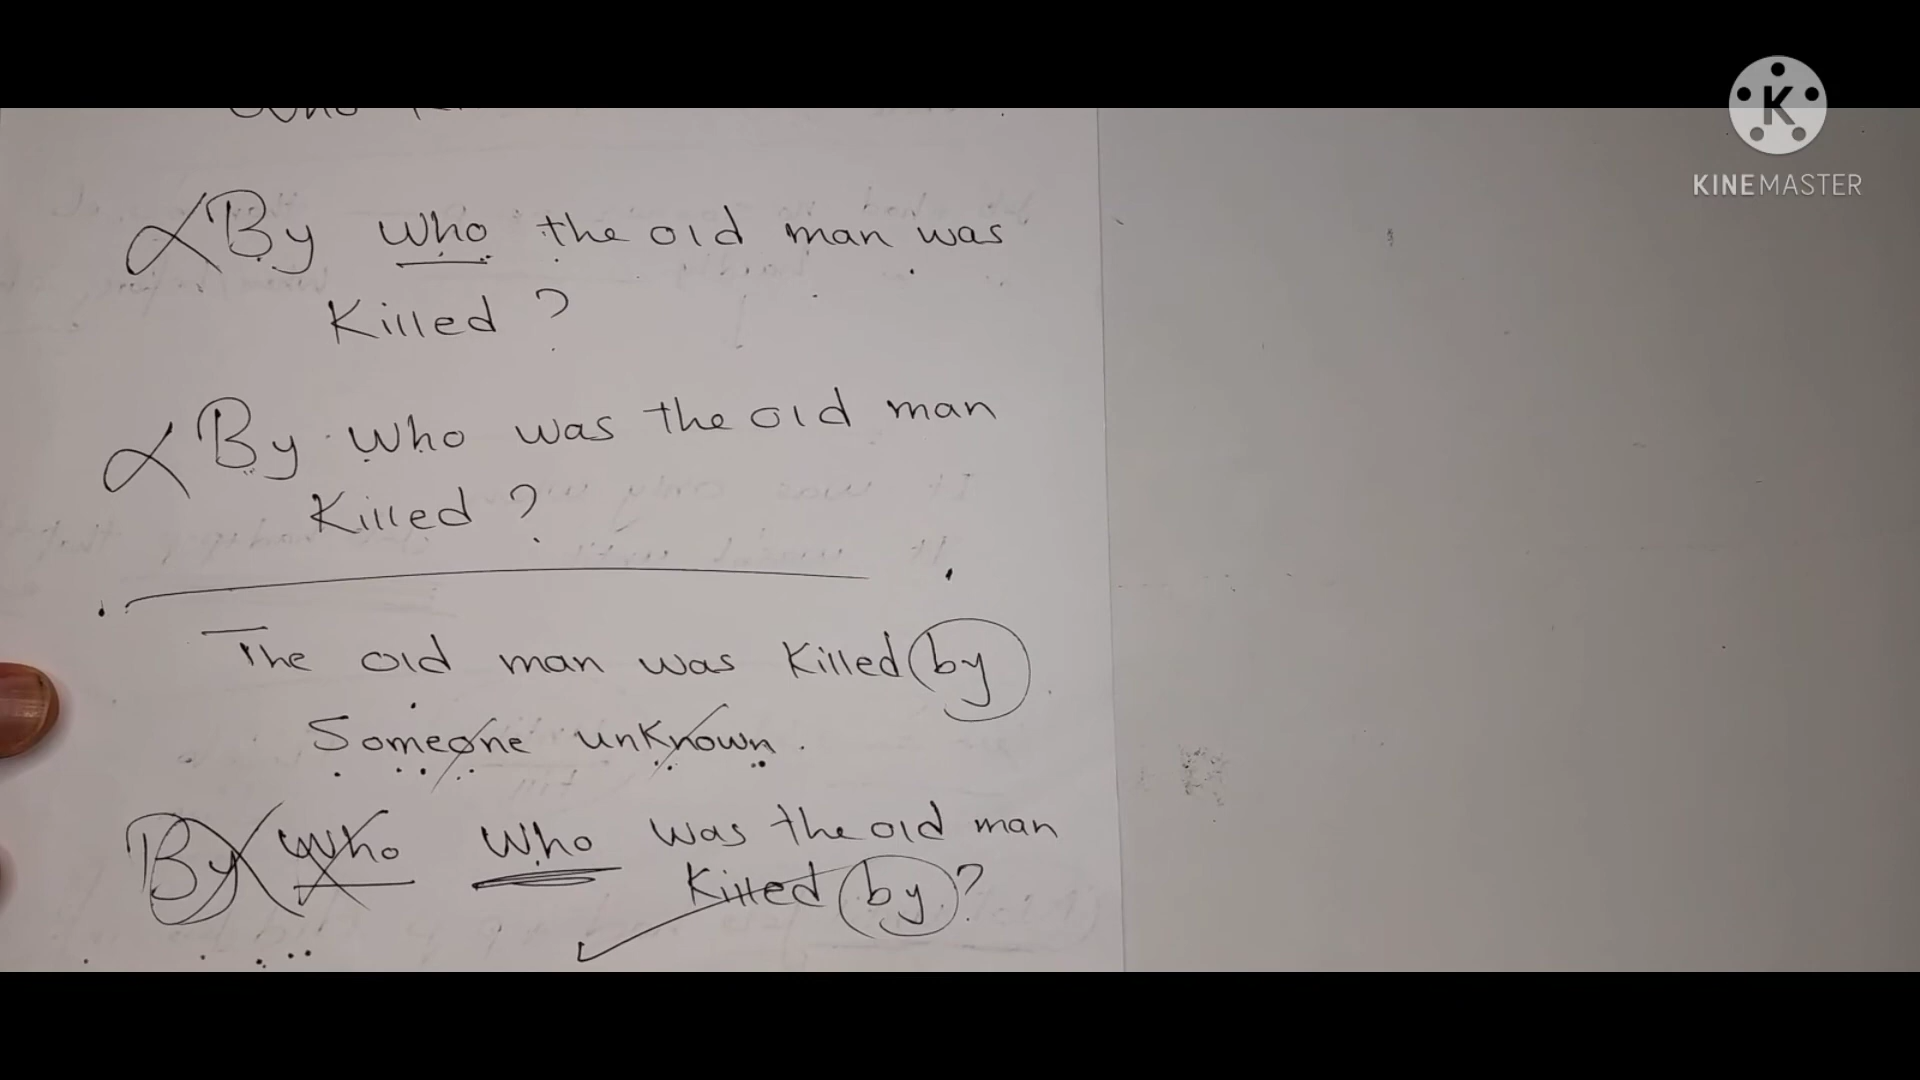 KINEMASTER
By who the old man was
Killed ?
By who was the old man
Killed ?
The old man was Killed by
Someone unknown.
By who Who was the old man
Killed by ?